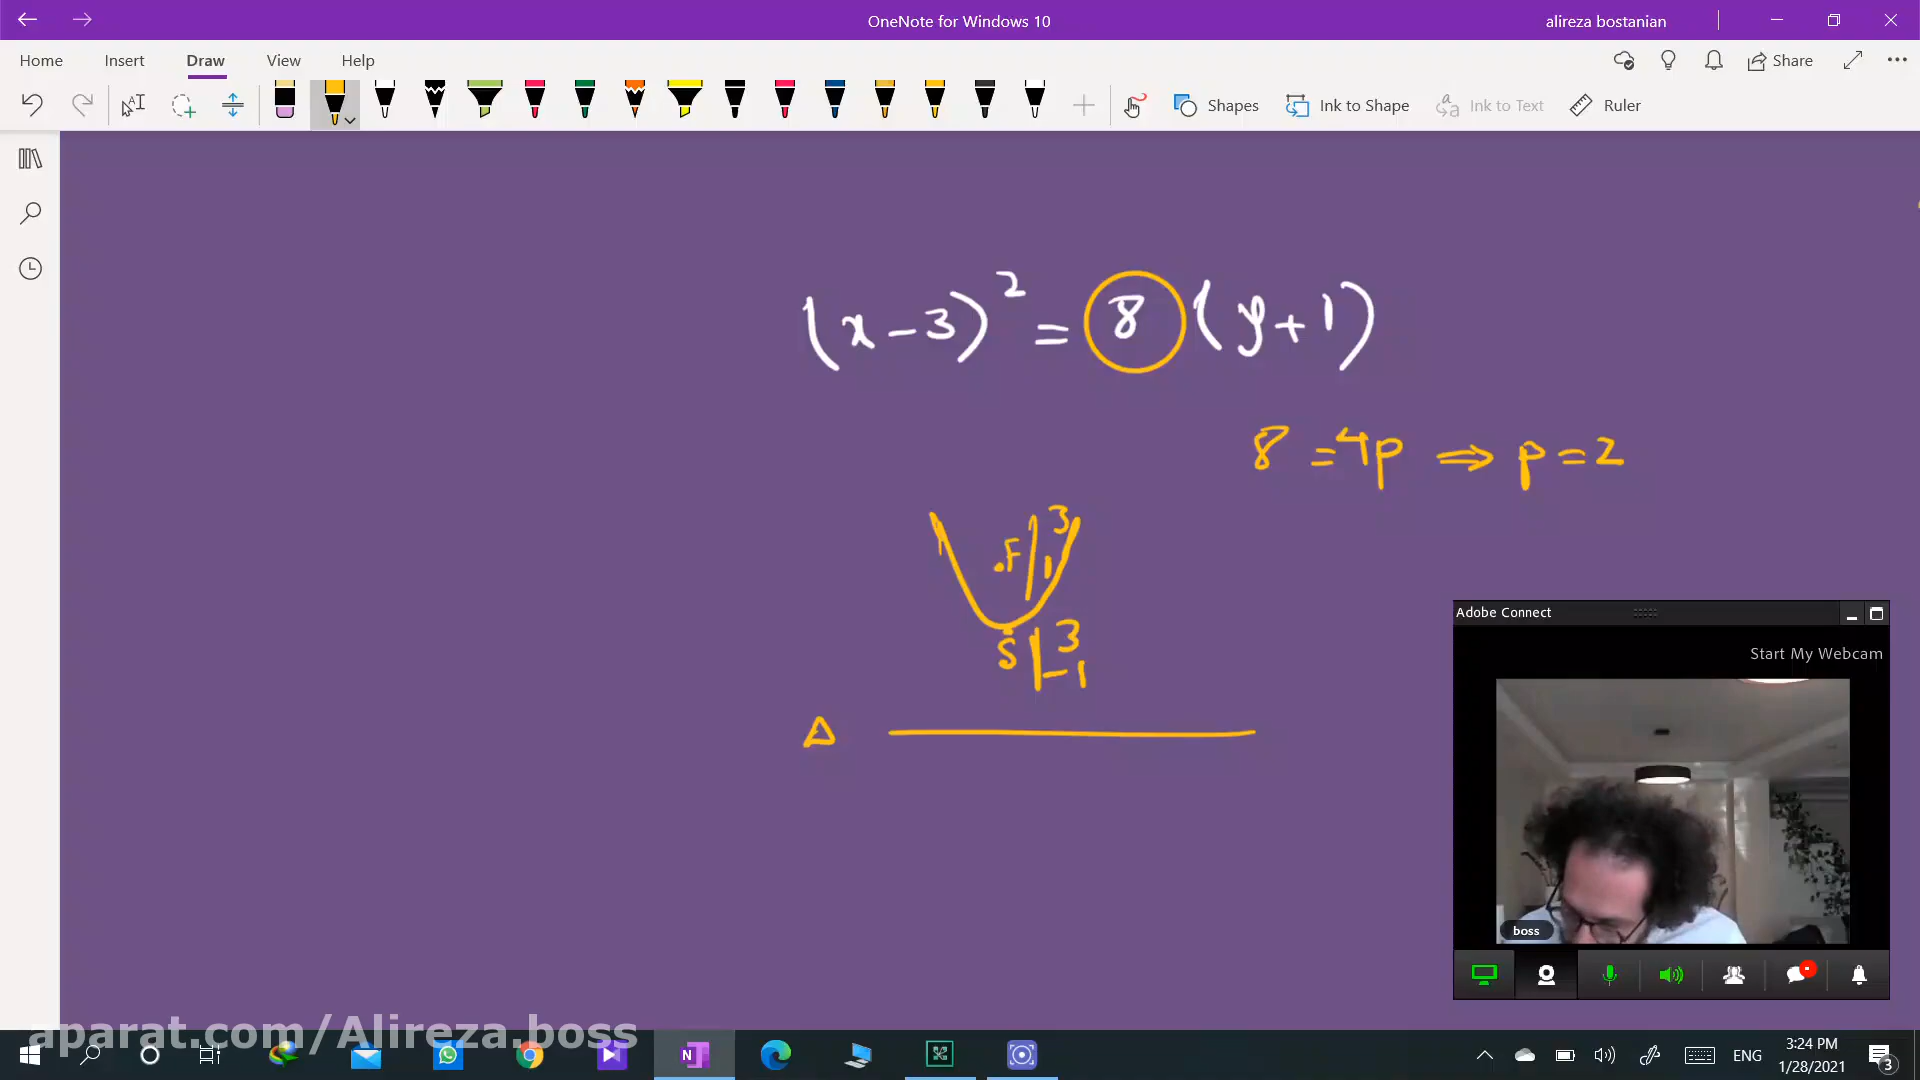 OneNote for Windows 10
alireza bostanian
Home Insert Draw View Help
Share
Shapes Ink to Shape Ink to Text Ruler
(x-3)² = 8 (y+1)
8 = 4p ⇒ p = 2
.F | 3
1
S | 3
-1
Δ
Adobe Connect
Start My Webcam
boss
aparat.com/Alireza.boss
ENG
3:24 PM
1/28/2021
3